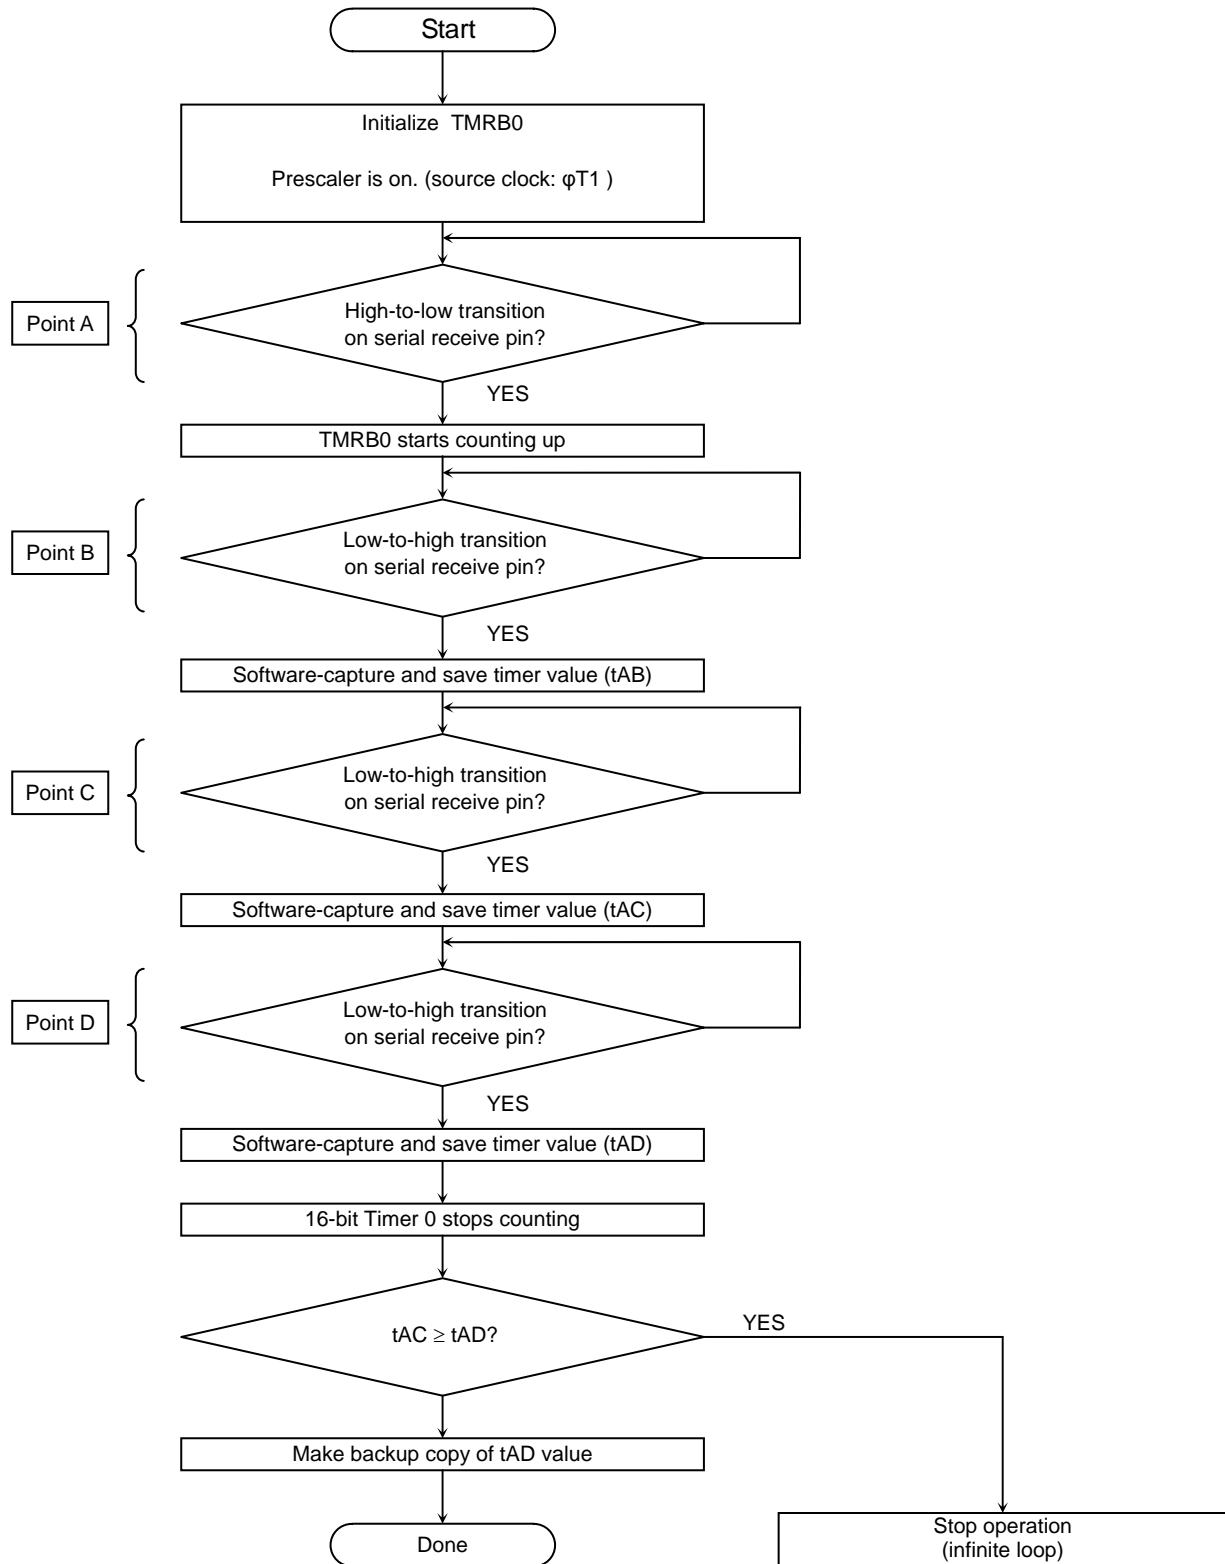 Start
Initialize TMRB0
Prescaler is on. (source clock: φT1 )
Point A
High-to-low transition
on serial receive pin?
YES
TMRB0 starts counting up
Point B
Low-to-high transition
on serial receive pin?
YES
Software-capture and save timer value (tAB)
Point C
Low-to-high transition
on serial receive pin?
YES
Software-capture and save timer value (tAC)
Point D
Low-to-high transition
on serial receive pin?
YES
Software-capture and save timer value (tAD)
16-bit Timer 0 stops counting
tAC ≥ tAD?
YES
Make backup copy of tAD value
Done
Stop operation
(infinite loop)